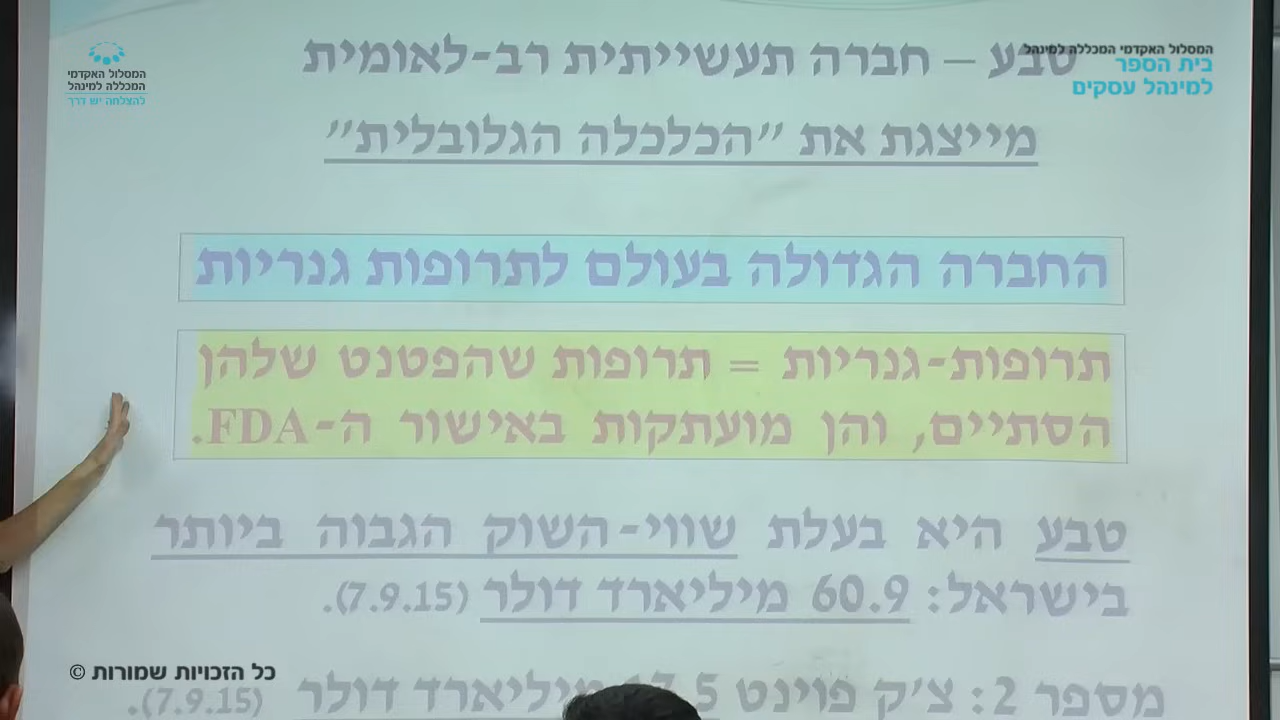 המסלול האקדמי המכללה למינהל
בית הספר
למינהל עסקים
המסלול האקדמי
המכללה למינהל
להצלחה יש דרך
טבע – חברה תעשייתית רב-לאומית
מייצגת את "הכלכלה הגלובלית"
החברה הגדולה בעולם לתרופות גנריות
תרופות-גנריות = תרופות שהפטנט שלהן
הסתיים, והן מועתקות באישור ה-FDA.
טבע היא בעלת שווי-השוק הגבוה ביותר
בישראל: 60.9 מיליארד דולר (7.9.15).
מספר 2: צ'ק פוינט 17.5 מיליארד דולר (7.9.15).
כל הזכויות שמורות ©